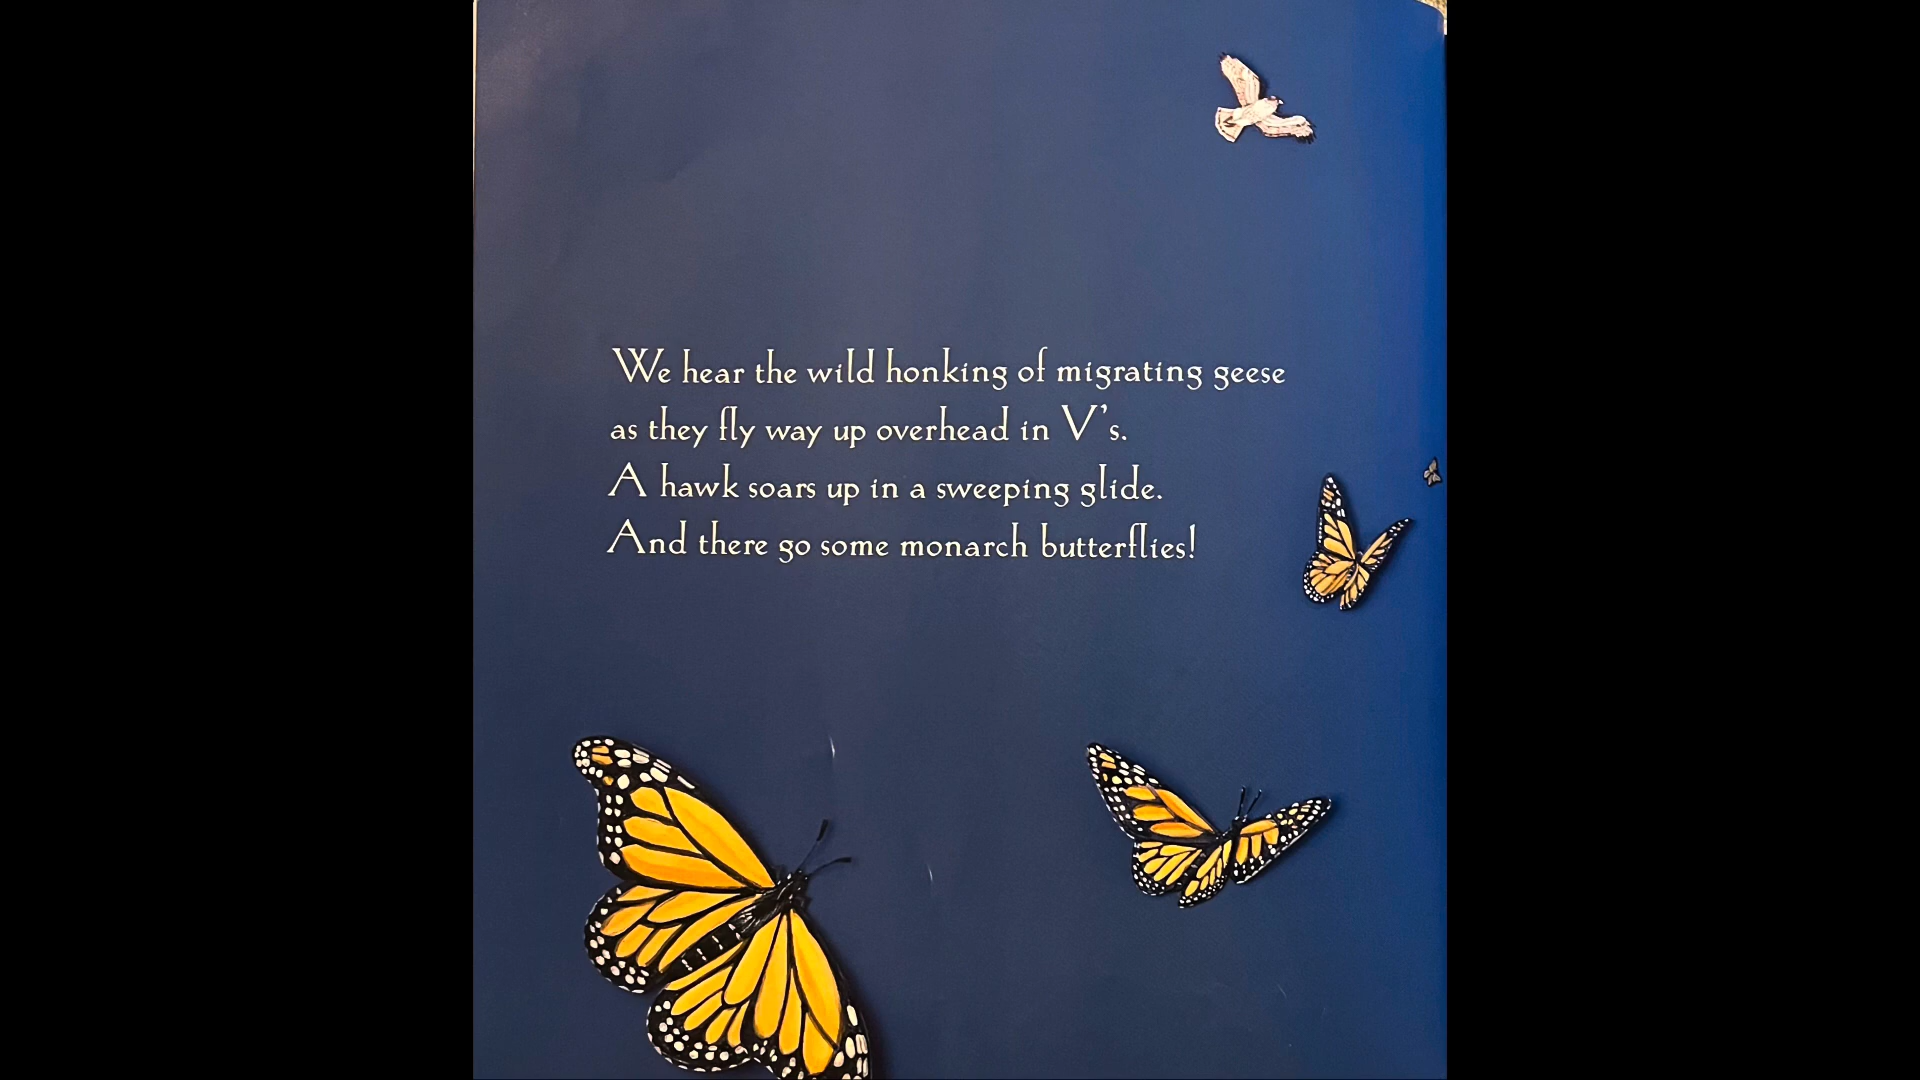 We hear the wild honking of migrating geese
as they fly way up overhead in V's.
A hawk soars up in a sweeping glide.
And there go some monarch butterflies!